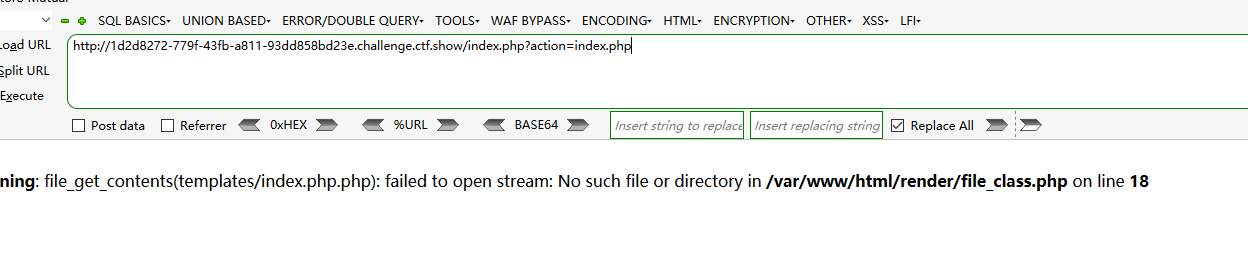 SQL BASICS▾ UNION BASED▾ ERROR/DOUBLE QUERY▾ TOOLS▾ WAF BYPASS▾ ENCODING▾ HTML▾ ENCRYPTION▾ OTHER▾ XSS▾ LFI▾
oad URL http://1d2d8272-779f-43fb-a811-93dd858bd23e.challenge.ctf.show/index.php?action=index.php
Split URL
Execute
Post data Referrer 0xHEX %URL BASE64 Insert string to replace Insert replacing string Replace All
ning: file_get_contents(templates/index.php.php): failed to open stream: No such file or directory in /var/www/html/render/file_class.php on line 18